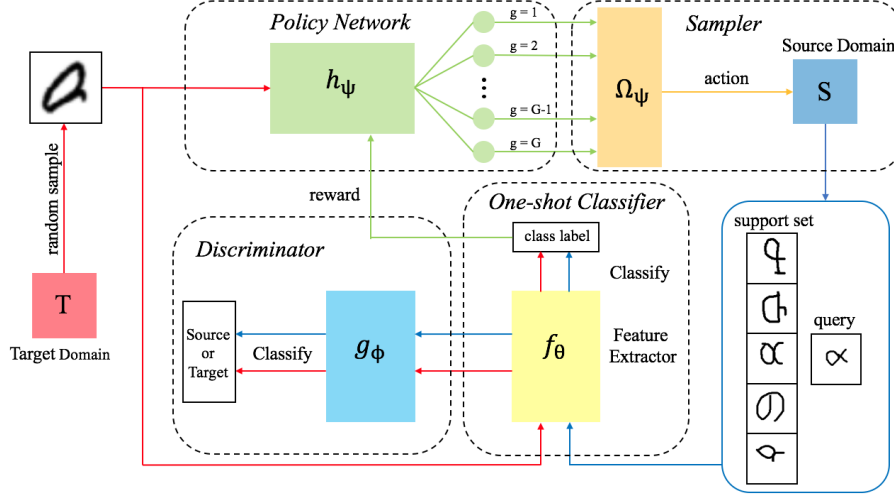 Policy Network
Sampler
g = 1
g = 2
g = G-1
g = G
h_ψ
Ω_ψ
action
Source Domain
S
random sample
reward
One-shot Classifier
class label
Classify
support set
query
Discriminator
T
Target Domain
Source
or
Target
Classify
g_ϕ
f_θ
Feature
Extractor